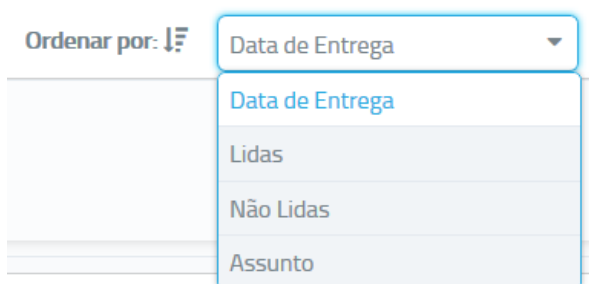 Ordenar por:
Data de Entrega
Data de Entrega
Lidas
Não Lidas
Assunto